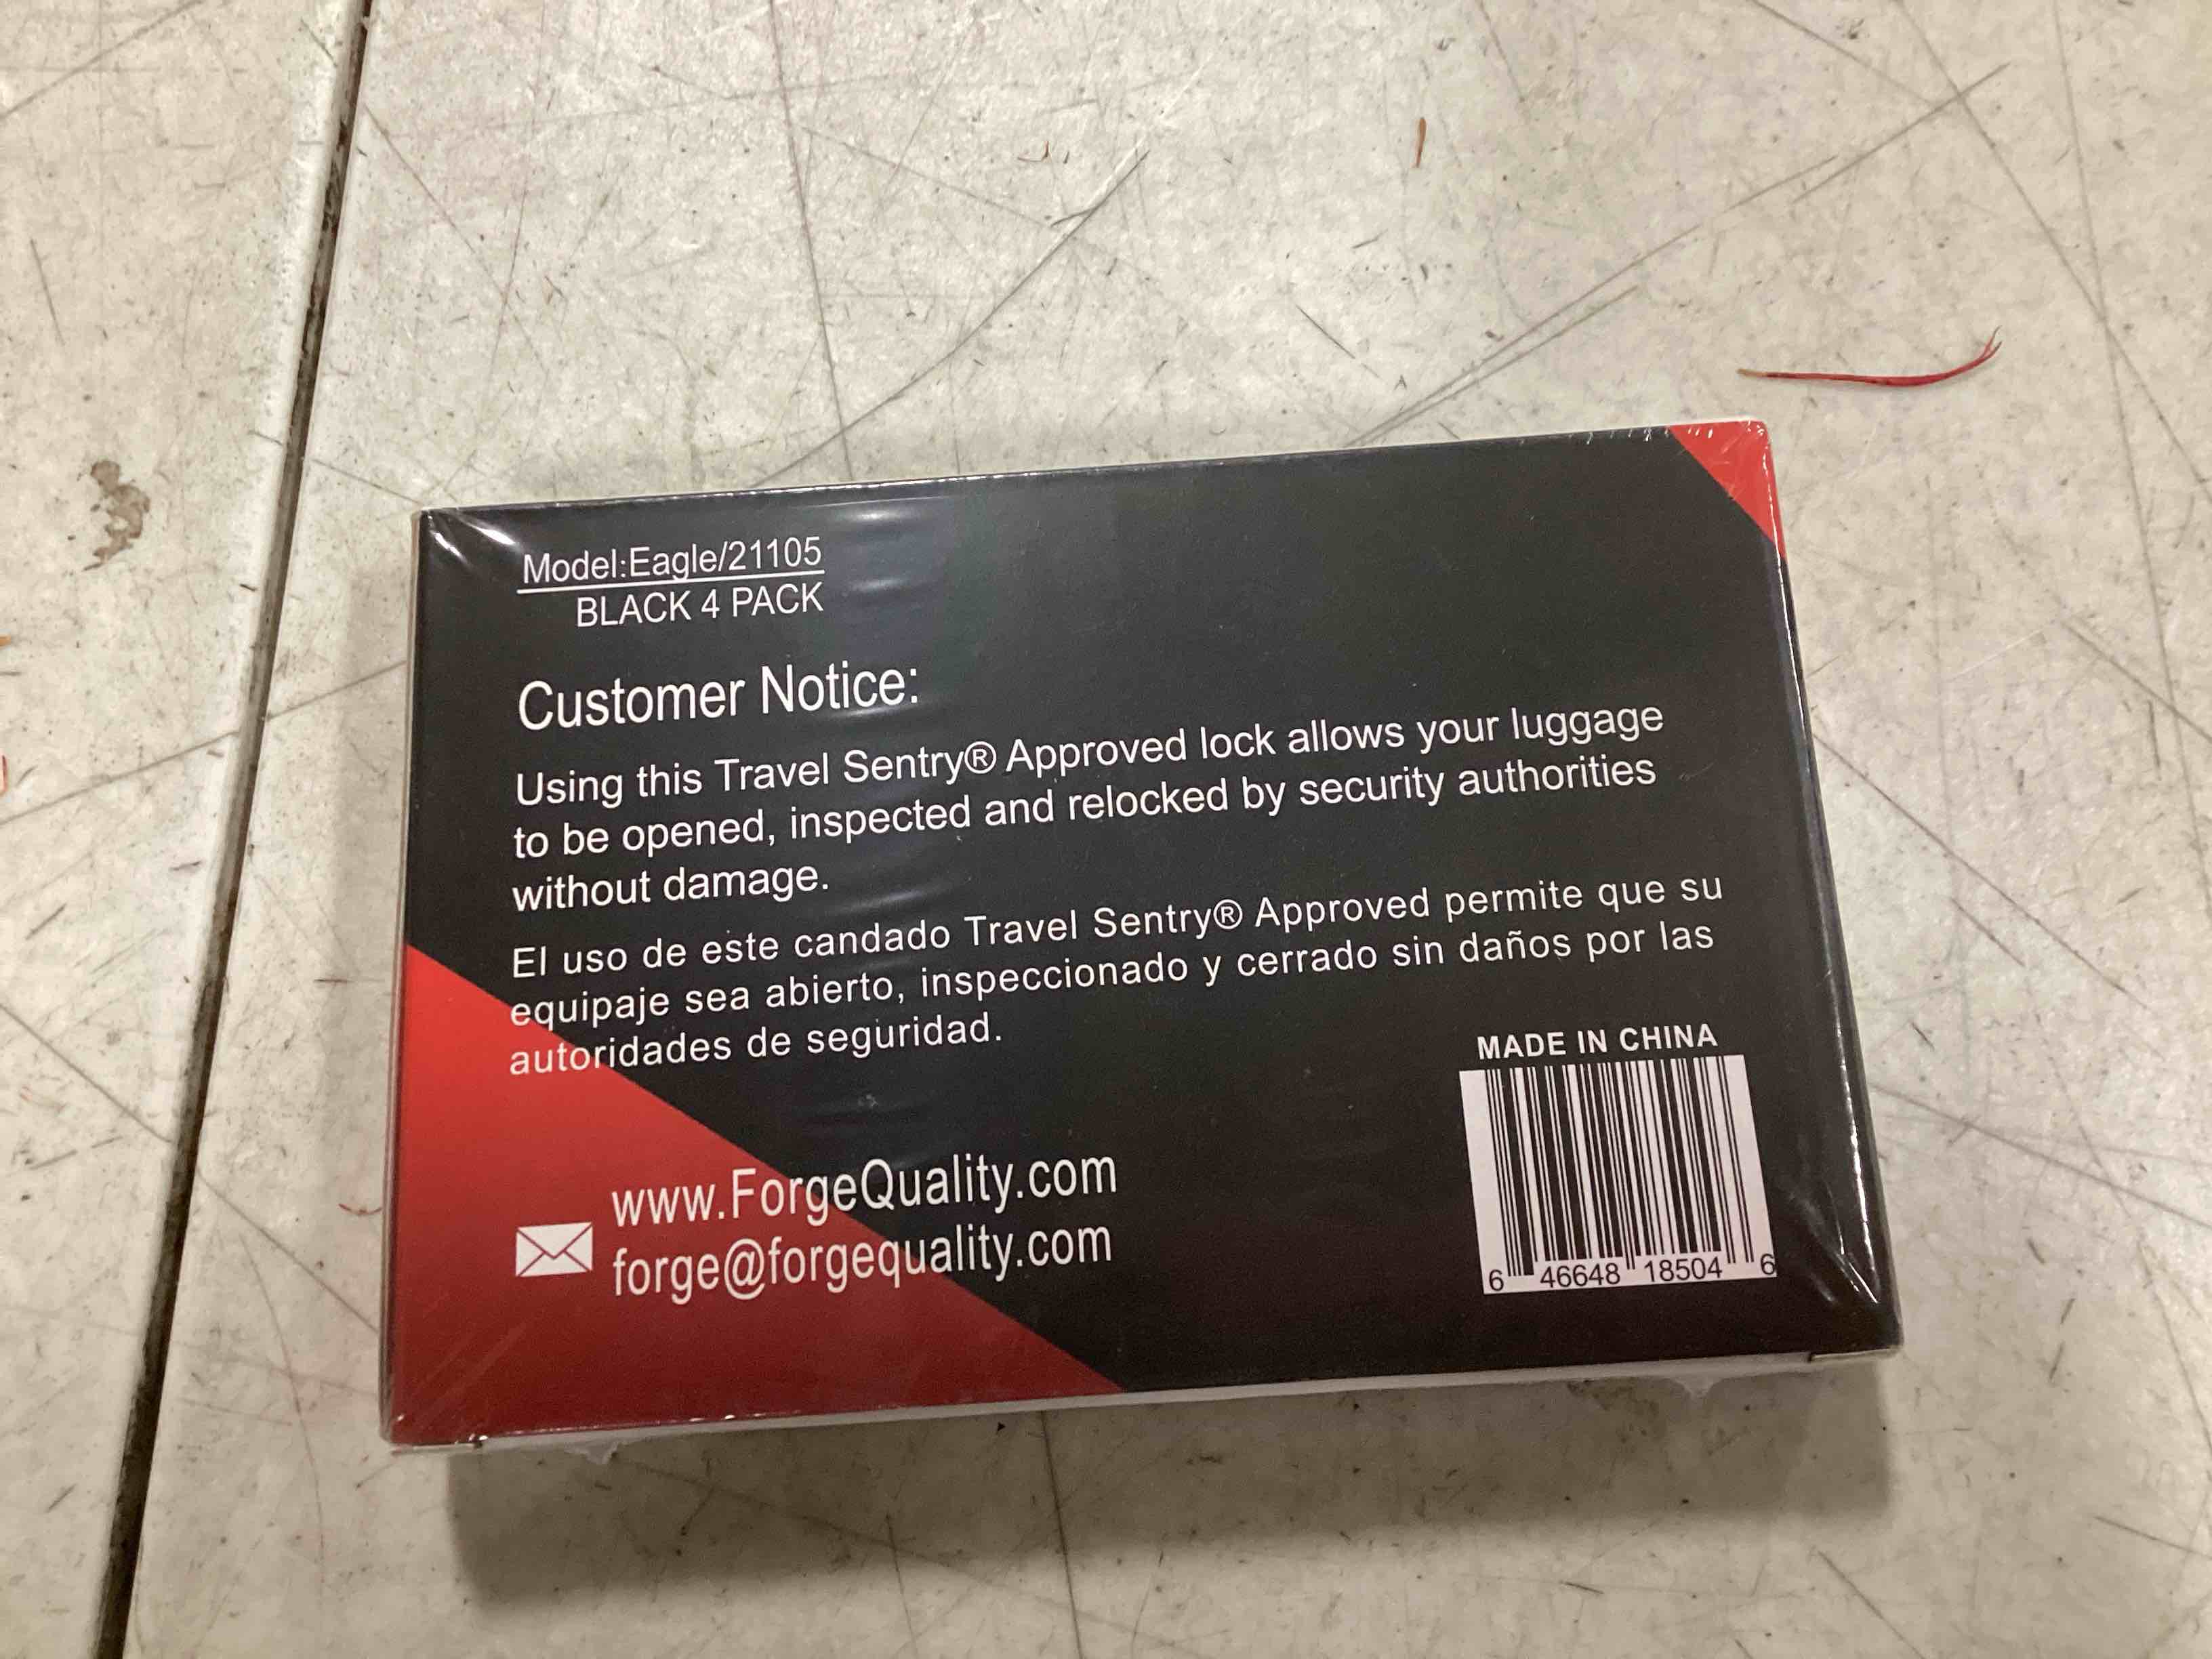 Model:Eagle/21105
BLACK 4 PACK
Customer Notice:
Using this Travel Sentry® Approved lock allows your luggage
to be opened, inspected and relocked by security authorities
without damage.
El uso de este candado Travel Sentry® Approved permite que su
equipaje sea abierto, inspeccionado y cerrado sin daños por las
autoridades de seguridad.
MADE IN CHINA
www.ForgeQuality.com
forge@forgequality.com
6 46648 18504 6